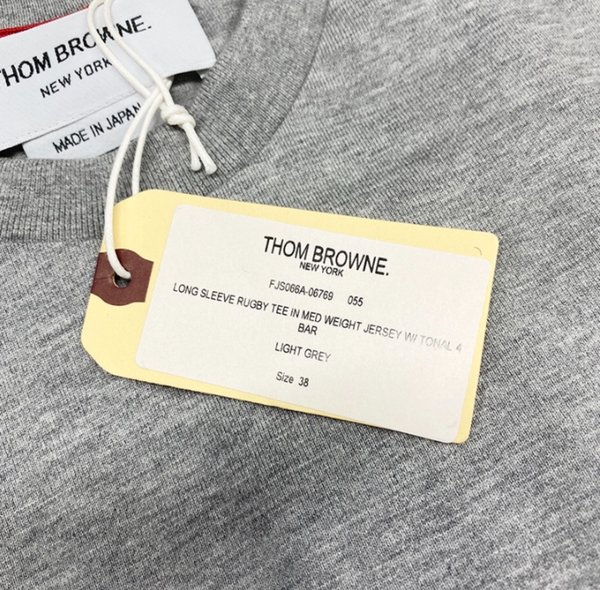 THOM BROWNE.
NEW YORK
MADE IN JAPAN
THOM BROWNE.
NEW YORK
FJS066A-06769 055
LONG SLEEVE RUGBY TEE IN MED WEIGHT JERSEY W/ TONAL 4
BAR
LIGHT GREY
Size 38